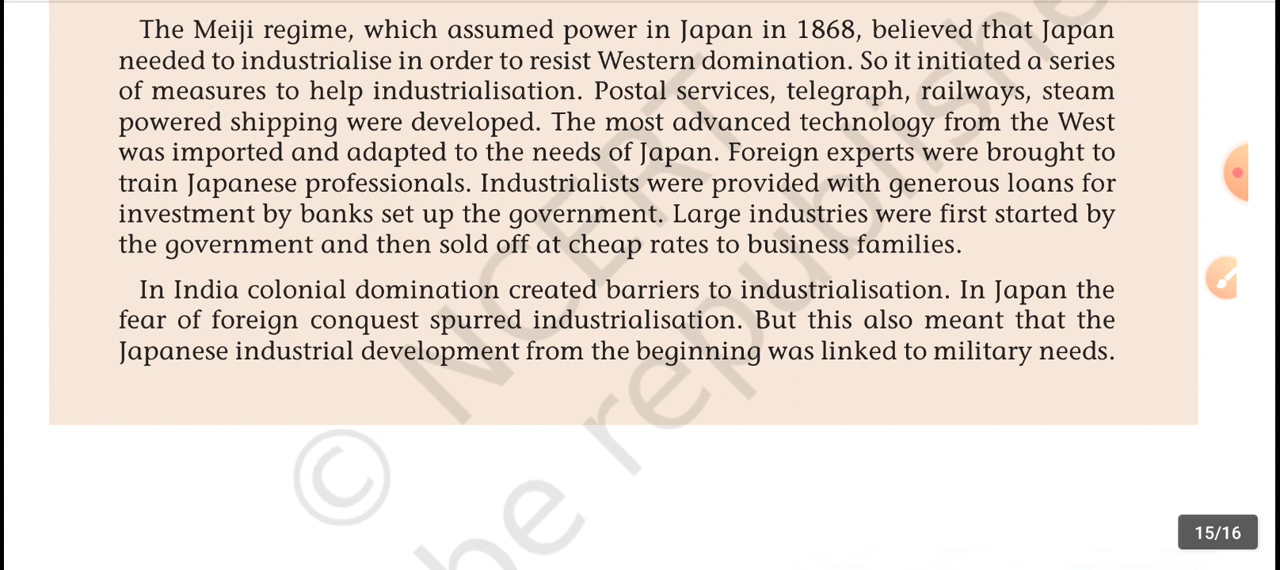 The Meiji regime, which assumed power in Japan in 1868, believed that Japan
needed to industrialise in order to resist Western domination. So it initiated a series
of measures to help industrialisation. Postal services, telegraph, railways, steam
powered shipping were developed. The most advanced technology from the West
was imported and adapted to the needs of Japan. Foreign experts were brought to
train Japanese professionals. Industrialists were provided with generous loans for
investment by banks set up the government. Large industries were first started by
the government and then sold off at cheap rates to business families.
In India colonial domination created barriers to industrialisation. In Japan the
fear of foreign conquest spurred industrialisation. But this also meant that the
Japanese industrial development from the beginning was linked to military needs.
© NCERT
be republishe
15/16